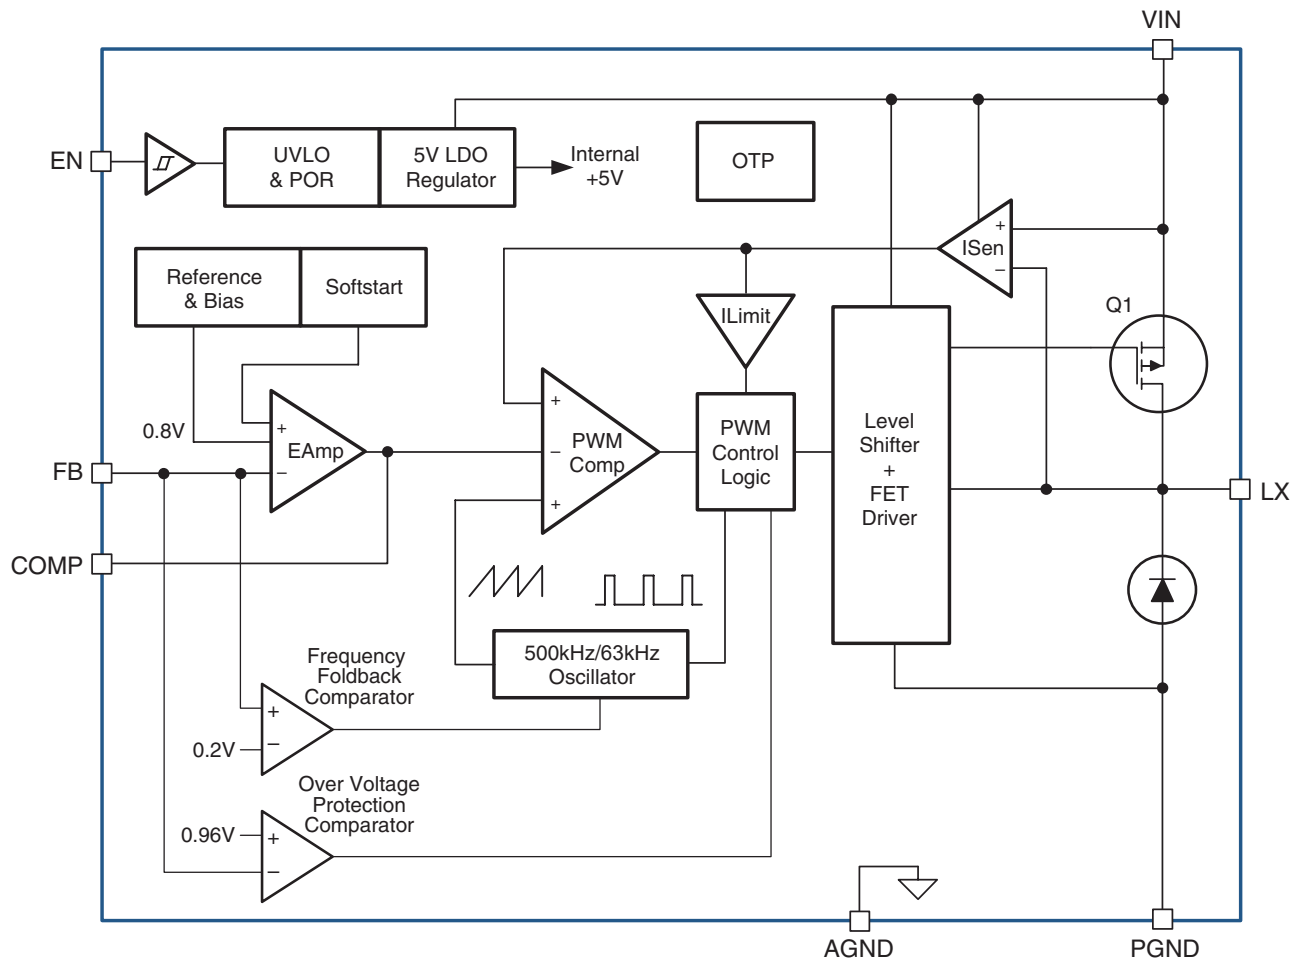 VIN
EN
UVLO
& POR
5V LDO
Regulator
Internal
+5V
OTP
+
ISen
−
Reference
& Bias
Softstart
ILimit
Q1
0.8V
+
EAmp
−
FB
+
−
PWM
Comp
+
PWM
Control
Logic
Level
Shifter
+
FET
Driver
LX
COMP
500kHz/63kHz
Oscillator
Frequency
Foldback
Comparator
+
0.2V
−
Over Voltage
Protection
Comparator
0.96V
+
−
AGND
PGND